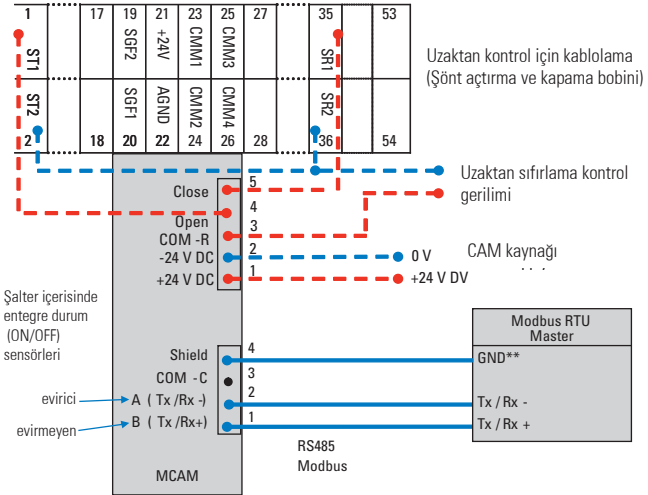 1 17 19 21 23 25 27 35 53
ST1 SGF2 +24V CMM1 CMM3 SR1
ST2 SGF1 AGND CMM2 CMM4 SR2
2 18 20 22 24 26 28 36 54
Uzaktan kontrol için kablolama
(Şönt açtırma ve kapama bobini)
Uzaktan sıfırlama kontrol
gerilimi
Close 5
4
Open
COM -R 3
-24 V DC 2
+24 V DC 1
0 V
+24 V DV
CAM kaynağı
Şalter içerisinde
entegre durum
(ON/OFF)
sensörleri
Shield 4
COM -C 3
evirici A ( Tx /Rx -) 2
evirmeyen B ( Tx /Rx+) 1
RS485
Modbus
MCAM
Modbus RTU
Master
GND**
Tx / Rx -
Tx / Rx +